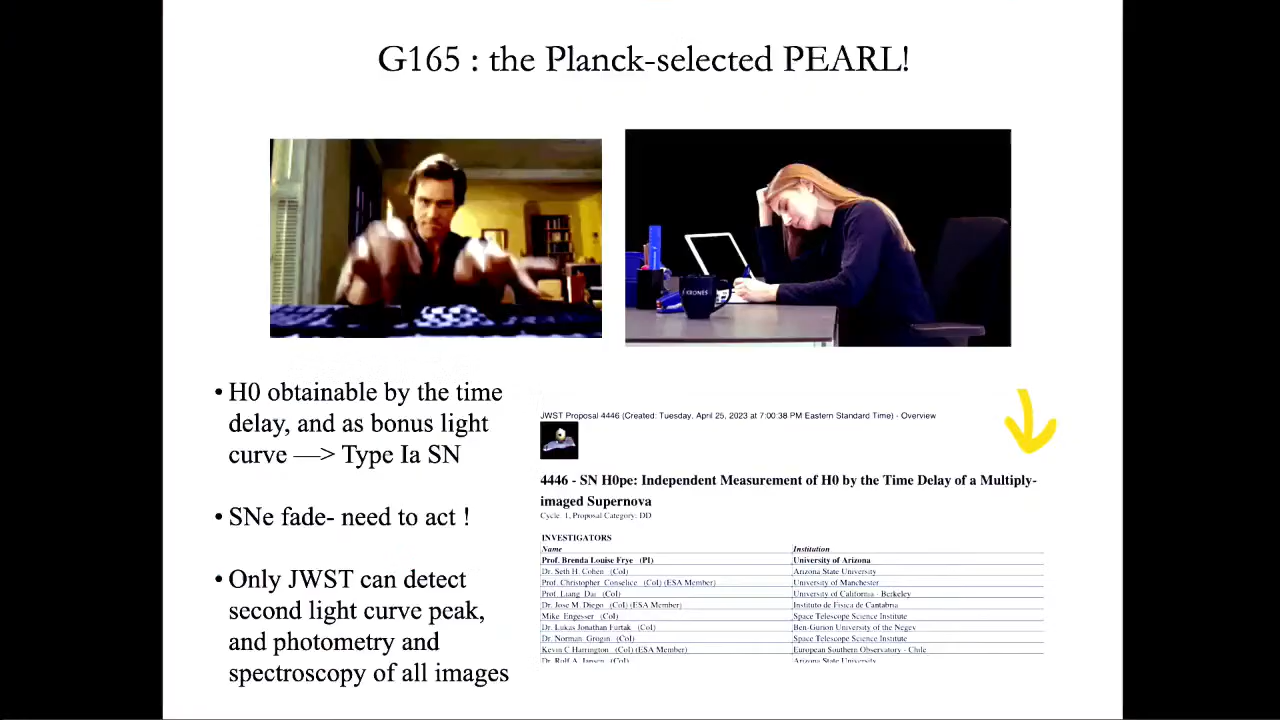 G165 : the Planck-selected PEARL!
KRONES
• H0 obtainable by the time
delay, and as bonus light
curve —> Type Ia SN
• SNe fade- need to act !
• Only JWST can detect
second light curve peak,
and photometry and
spectroscopy of all images
JWST Proposal 4446 (Created: Tuesday, April 25, 2023 at 7:00:38 PM Eastern Standard Time) - Overview
4446 - SN H0pe: Independent Measurement of H0 by the Time Delay of a Multiply-
imaged Supernova
Cycle: 1, Proposal Category: DD
INVESTIGATORS
Name Institution
Prof. Brenda Louise Frye (PI) University of Arizona
Dr. Seth H. Cohen (CoI) Arizona State University
Prof. Christopher Conselice (CoI) (ESA Member) University of Manchester
Prof. Liang Dai (CoI) University of California - Berkeley
Dr. Jose M. Diego (CoI) (ESA Member) Instituto de Fisica de Cantabria
Mike Engesser (CoI) Space Telescope Science Institute
Dr. Lukas Jonathan Furtak (CoI) Ben-Gurion University of the Negev
Dr. Norman Grogin (CoI) Space Telescope Science Institute
Kevin C Harrington (CoI) (ESA Member) European Southern Observatory - Chile
Dr. Rolf A. Jansen (CoI) Arizona State University